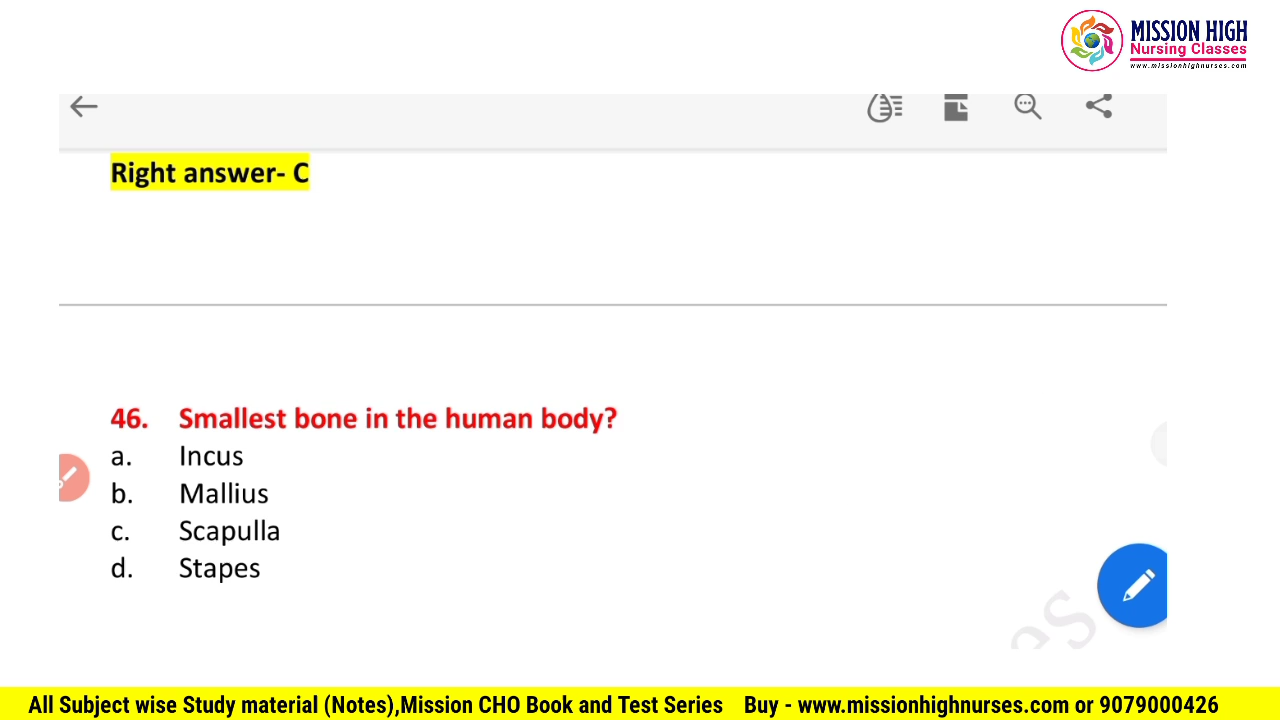 MISSION HIGH
Nursing Classes
www.missionhighnurses.com
Right answer- C
46. Smallest bone in the human body?
a. Incus
b. Mallius
c. Scapulla
d. Stapes
es
All Subject wise Study material (Notes),Mission CHO Book and Test Series Buy - www.missionhighnurses.com or 9079000426